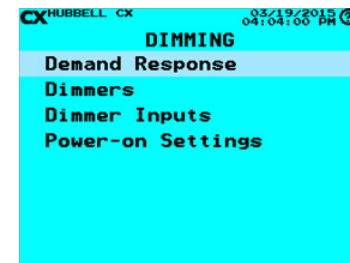 CX HUBBELL CX 03/19/2015
04:04:00 PM
DIMMING
Demand Response
Dimmers
Dimmer Inputs
Power-on Settings